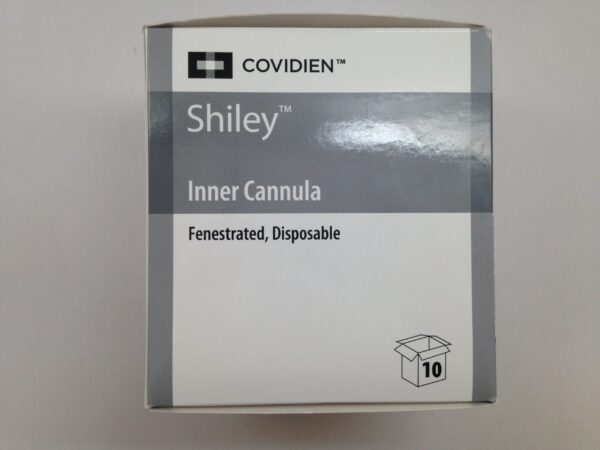 COVIDIEN™
Shiley™
Inner Cannula
Fenestrated, Disposable
10